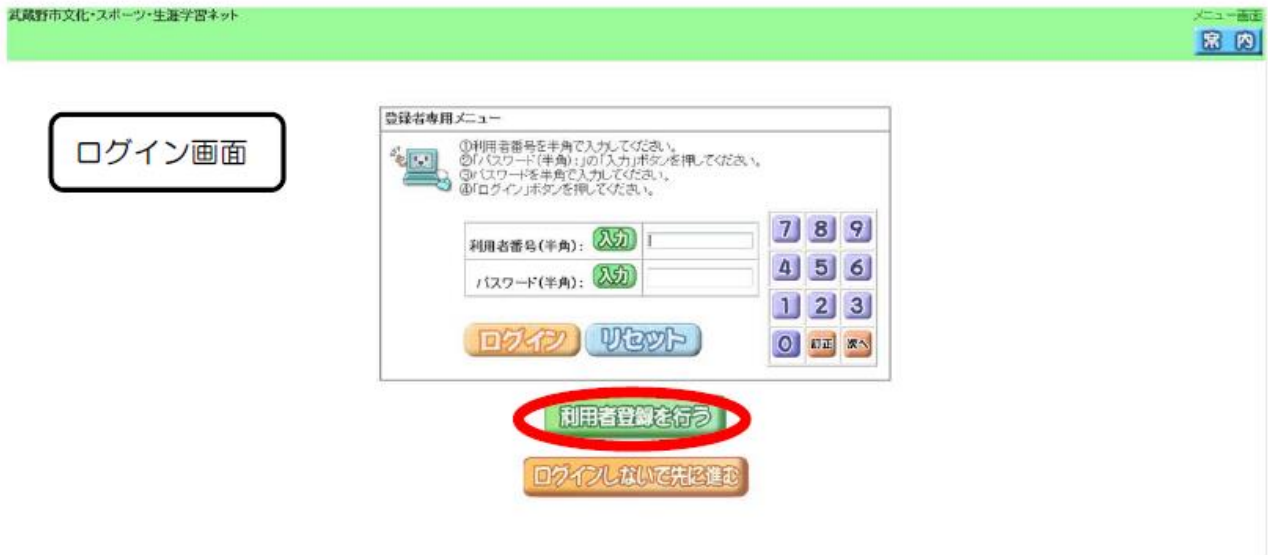 武蔵野市文化・スポーツ・生涯学習ネット
メニュー画面
案内
ログイン画面
登録者専用メニュー
①利用者番号を半角で入力してください。
②「パスワード(半角):」の「入力」ボタンを押してください。
③パスワードを半角で入力してください。
④「ログイン」ボタンを押してください。
利用者番号(半角): 入力
パスワード(半角): 入力
7 8 9
4 5 6
1 2 3
0 訂正 次へ
ログイン リセット
利用者登録を行う
ログインしないで先に進む